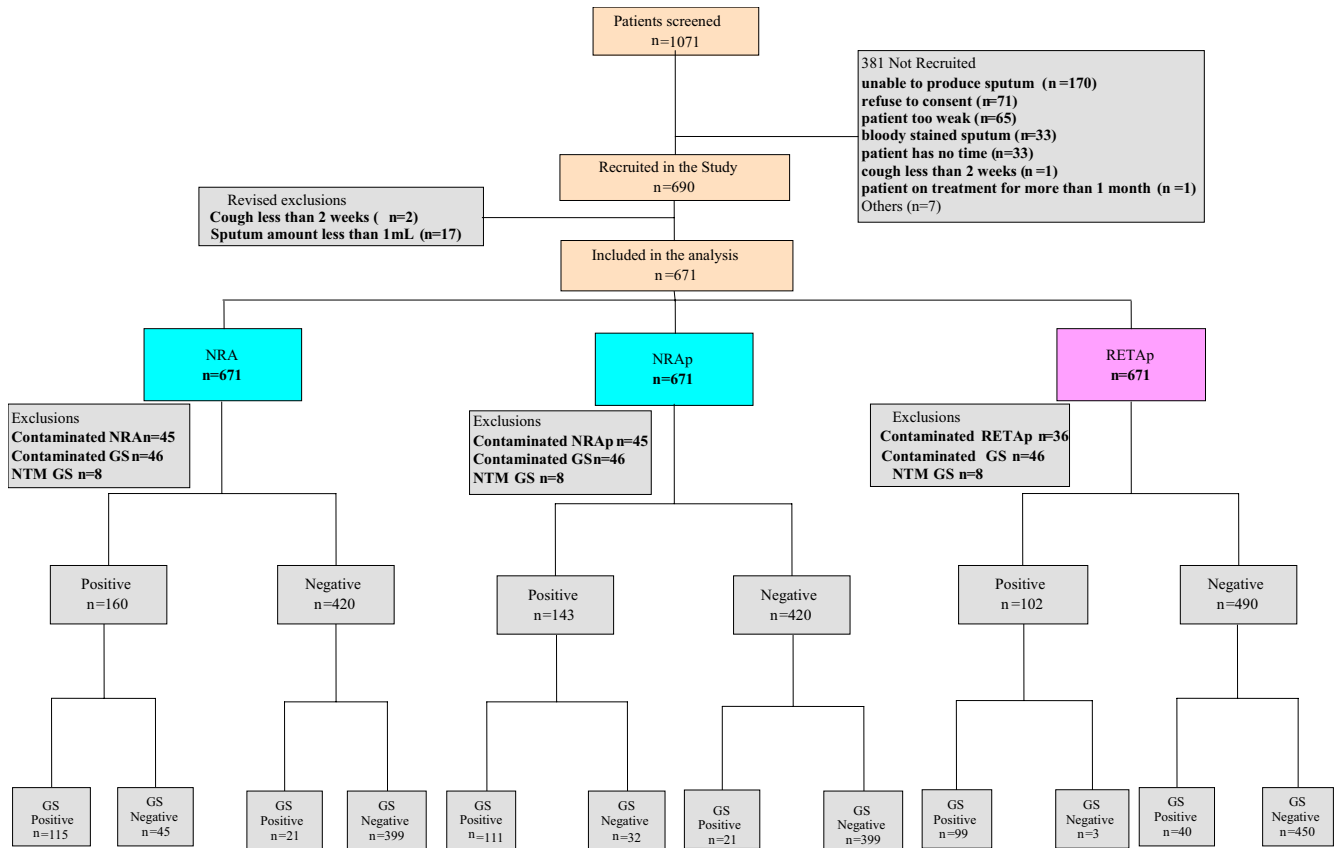 Patients screened
n=1071
381 Not Recruited
unable to produce sputum (n=170)
refuse to consent (n=71)
patient too weak (n=65)
bloody stained sputum (n=33)
patient has no time (n=33)
cough less than 2 weeks (n=1)
patient on treatment for more than 1 month (n=1)
Others (n=7)
Recruited in the Study
n=690
Revised exclusions
Cough less than 2 weeks ( n=2)
Sputum amount less than 1mL (n=17)
Included in the analysis
n=671
NRA
n=671
NRAp
n=671
RETAp
n=671
Exclusions
Contaminated NRAn=45
Contaminated GSn=46
NTM GS n=8
Exclusions
Contaminated NRAp n=45
Contaminated GSn=46
NTM GS n=8
Exclusions
Contaminated RETAp n=36
Contaminated GS n=46
NTM GS n=8
Positive
n=160
Negative
n=420
Positive
n=143
Negative
n=420
Positive
n=102
Negative
n=490
GS
Positive
n=115
GS
Negative
n=45
GS
Positive
n=21
GS
Negative
n=399
GS
Positive
n=111
GS
Negative
n=32
GS
Positive
n=21
GS
Negative
n=399
GS
Positive
n=99
GS
Negative
n=3
GS
Positive
n=40
GS
Negative
n=450